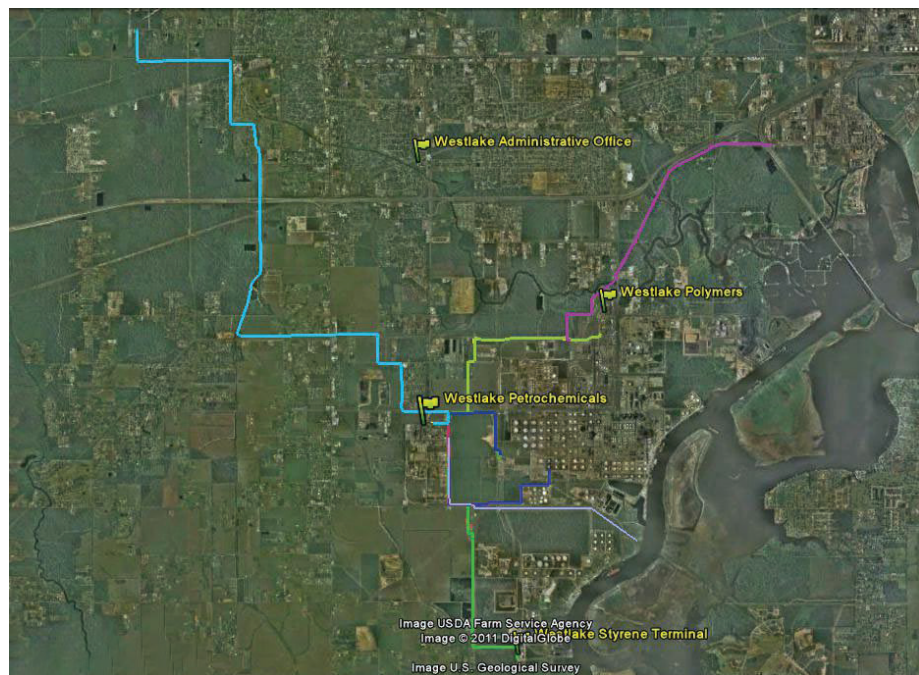 Westlake Administrative Office
Westlake Polymers
Westlake Petrochemicals
Image USDA Farm Service Agency
Image © 2011 DigitalGlobe
Westlake Styrene Terminal
Image U.S. Geological Survey